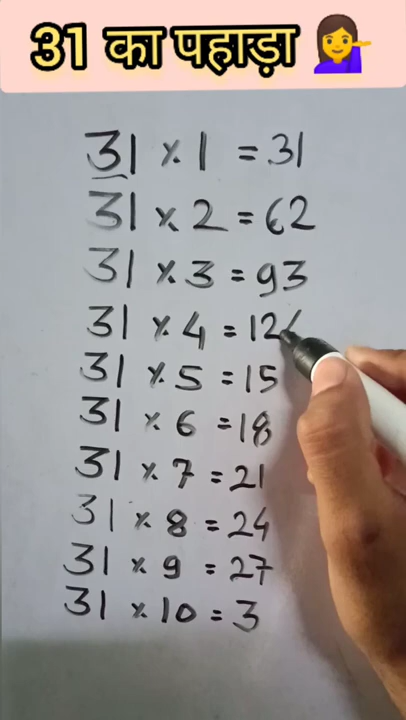 31 का पहाड़ा
31 × 1 = 31
31 × 2 = 62
31 × 3 = 93
31 × 4 = 12
31 × 5 = 15
31 × 6 = 18
31 × 7 = 21
31 × 8 = 24
31 × 9 = 27
31 × 10 = 3